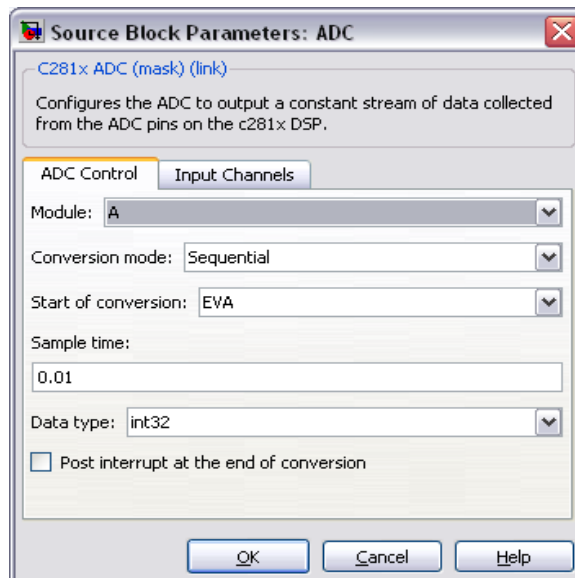 Source Block Parameters: ADC
C281x ADC (mask) (link)
Configures the ADC to output a constant stream of data collected
from the ADC pins on the c281x DSP.
ADC Control Input Channels
Module: A
Conversion mode: Sequential
Start of conversion: EVA
Sample time:
0.01
Data type: int32
Post interrupt at the end of conversion
OK Cancel Help